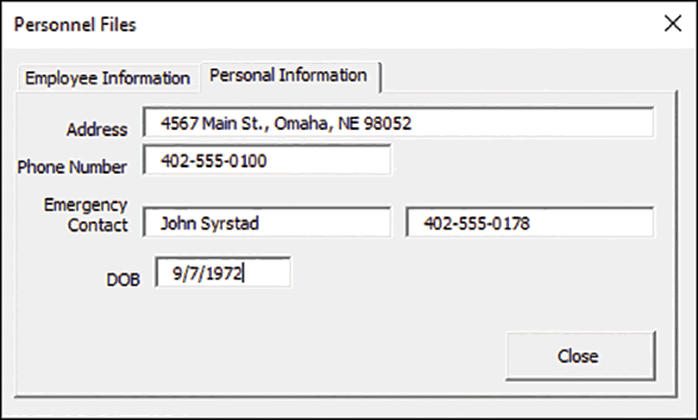 Personnel Files
Employee Information Personal Information
Address 4567 Main St., Omaha, NE 98052
Phone Number 402-555-0100
Emergency
Contact John Syrstad 402-555-0178
DOB 9/7/1972
Close